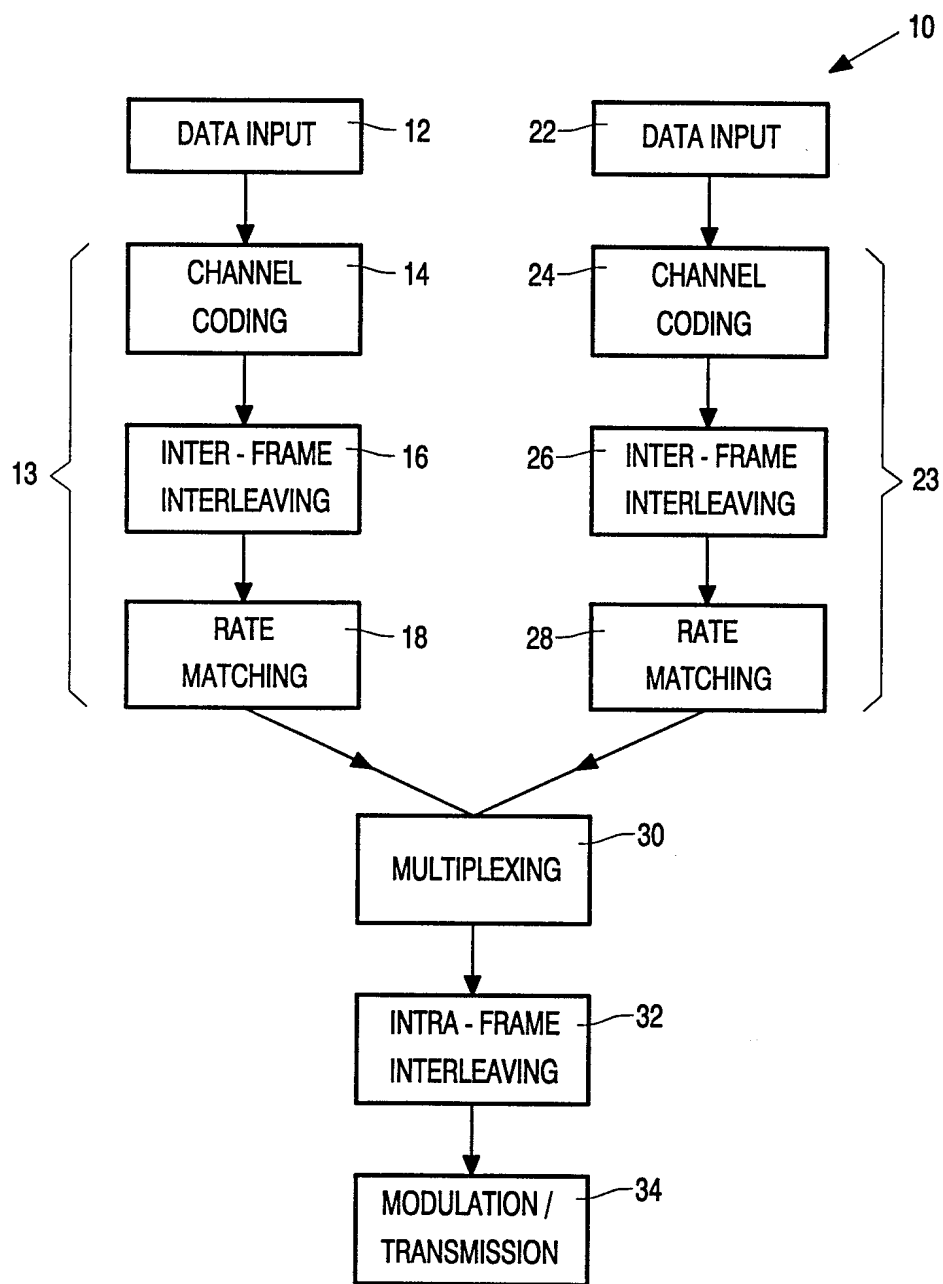 10
DATA INPUT
12
22
DATA INPUT
CHANNEL
CODING
14
24
CHANNEL
CODING
13
INTER - FRAME
INTERLEAVING
16
26
INTER - FRAME
INTERLEAVING
23
RATE
MATCHING
18
28
RATE
MATCHING
MULTIPLEXING
30
INTRA - FRAME
INTERLEAVING
32
MODULATION /
TRANSMISSION
34